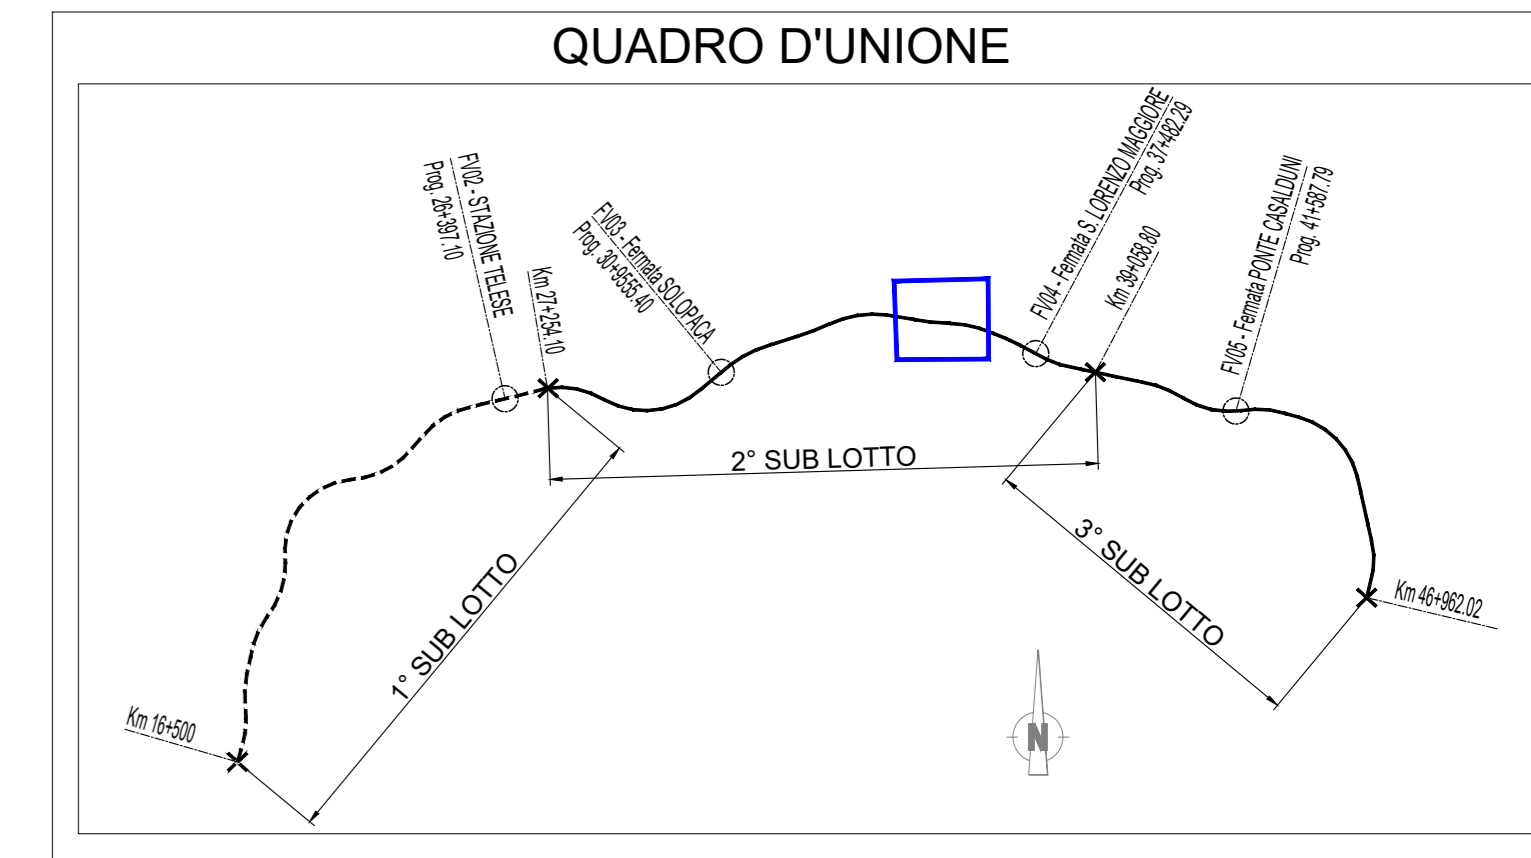 QUADRO D'UNIONE
FV02 - STAZIONE TELESE
Prog. 26+397.10
Km 27+254.10
FV03 - Fermata SOLOPACA
Prog. 30+9555.40
FV04 - Fermata S. LORENZO MAGGIORE
Prog. 37+482.29
Km 39+058.80
FV05 - Fermata PONTE CASALDUNI
Prog. 41+587.79
2° SUB LOTTO
1° SUB LOTTO
3° SUB LOTTO
Km 46+962.02
Km 16+500
N